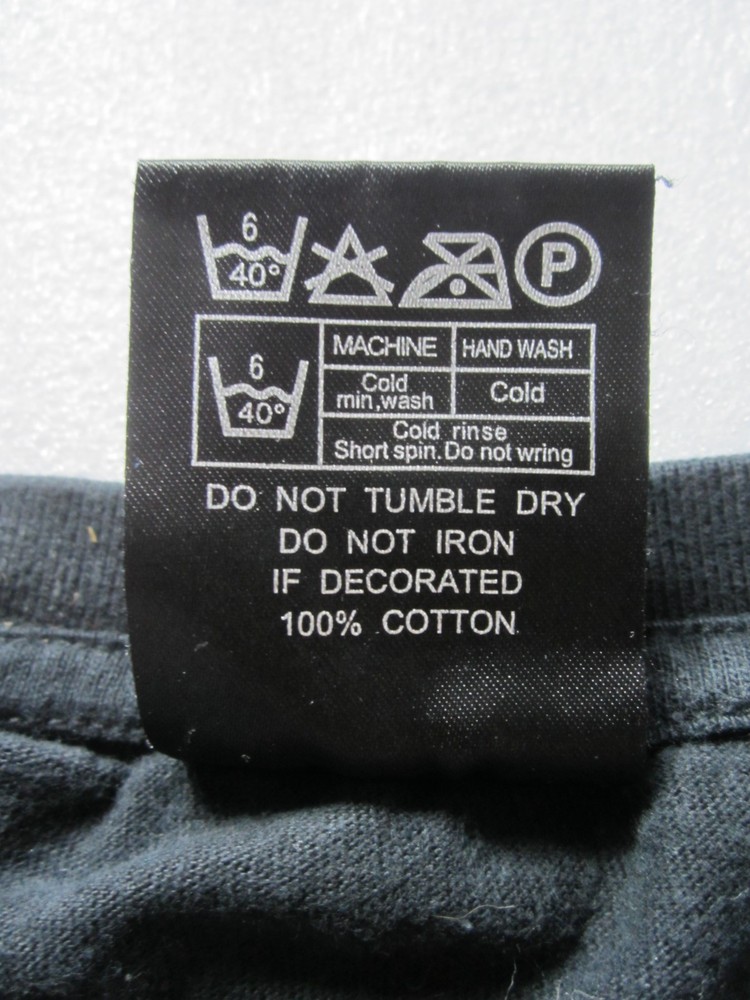 6
40°
P
6
40°
MACHINE HAND WASH
Cold
min,wash
Cold
Cold rinse
Short spin.Do not wring
DO NOT TUMBLE DRY
DO NOT IRON
IF DECORATED
100% COTTON